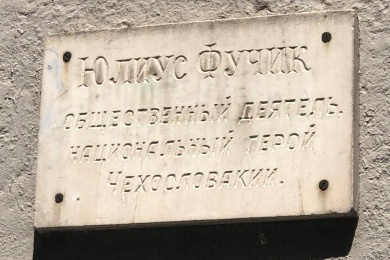 Юлиус Фучик
общественный деятель,
национальный герой
Чехословакии.